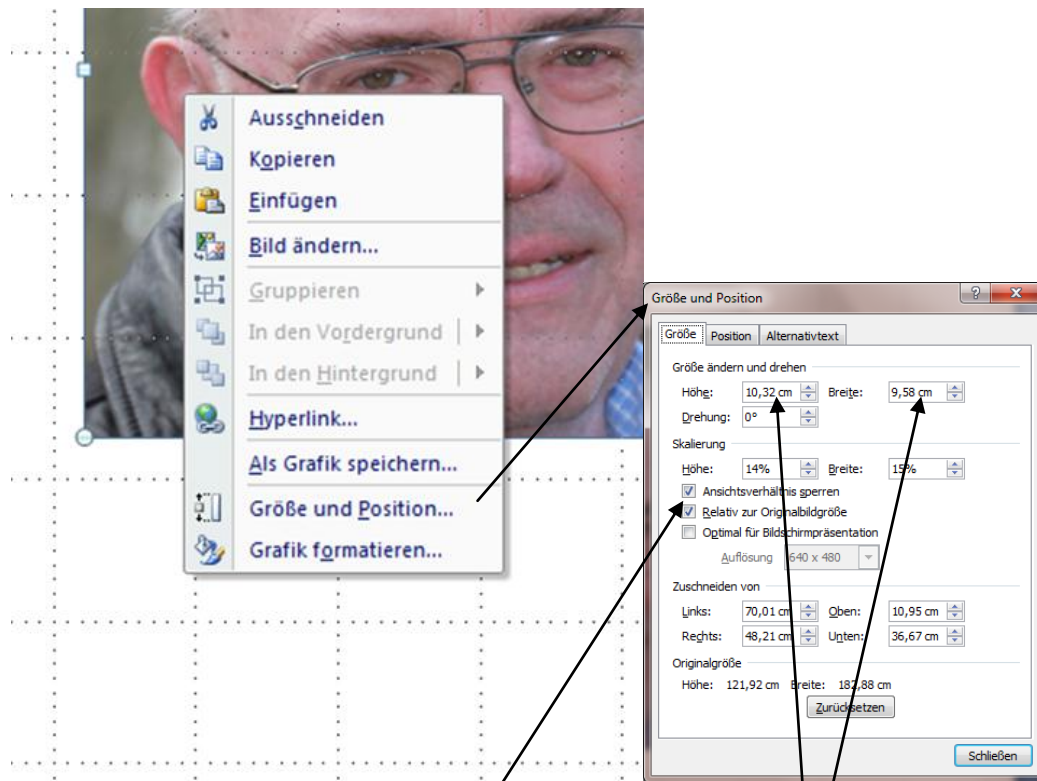 Ausschneiden
Kopieren
Einfügen
Bild ändern...
Gruppieren
In den Vordergrund
In den Hintergrund
Hyperlink...
Als Grafik speichern...
Größe und Position...
Grafik formatieren...
Größe und Position
Größe Position Alternativtext
Größe ändern und drehen
Höhe: 10,32 cm Breite: 9,58 cm
Drehung: 0°
Skalierung
Höhe: 14% Breite: 15%
Ansichtsverhältnis sperren
Relativ zur Originalbildgröße
Optimal für Bildschirmpräsentation
Auflösung 640 x 480
Zuschneiden von
Links: 70,01 cm Oben: 10,95 cm
Rechts: 48,21 cm Unten: 36,67 cm
Originalgröße
Höhe: 121,92 cm Breite: 182,88 cm
Zurücksetzen
Schließen